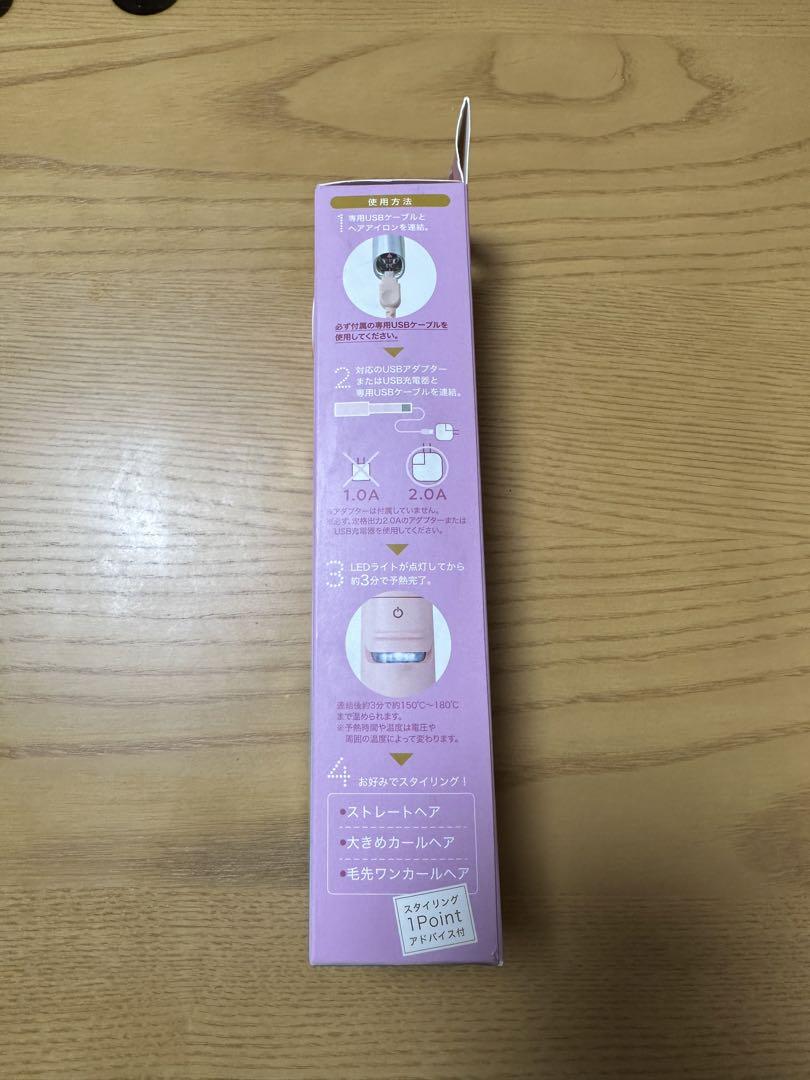 使用方法
1 専用USBケーブルと
ヘアアイロンを連結。
必ず付属の専用USBケーブルを
使用してください。
2 対応のUSBアダプター
またはUSB充電器と
専用USBケーブルを連結。
1.0A 2.0A
※アダプターは付属していません。
※必ず、定格出力2.0Aのアダプターまたは
USB充電器を使用してください。
3 LEDライトが点灯してから
約3分で予熱完了。
連結後約3分で約150℃〜180℃
まで温められます。
※予熱時間や温度は電圧や
周囲の温度によって変わります。
4 お好みでスタイリング!
•ストレートヘア
•大きめカールヘア
•毛先ワンカールヘア
スタイリング
1Point
アドバイス付